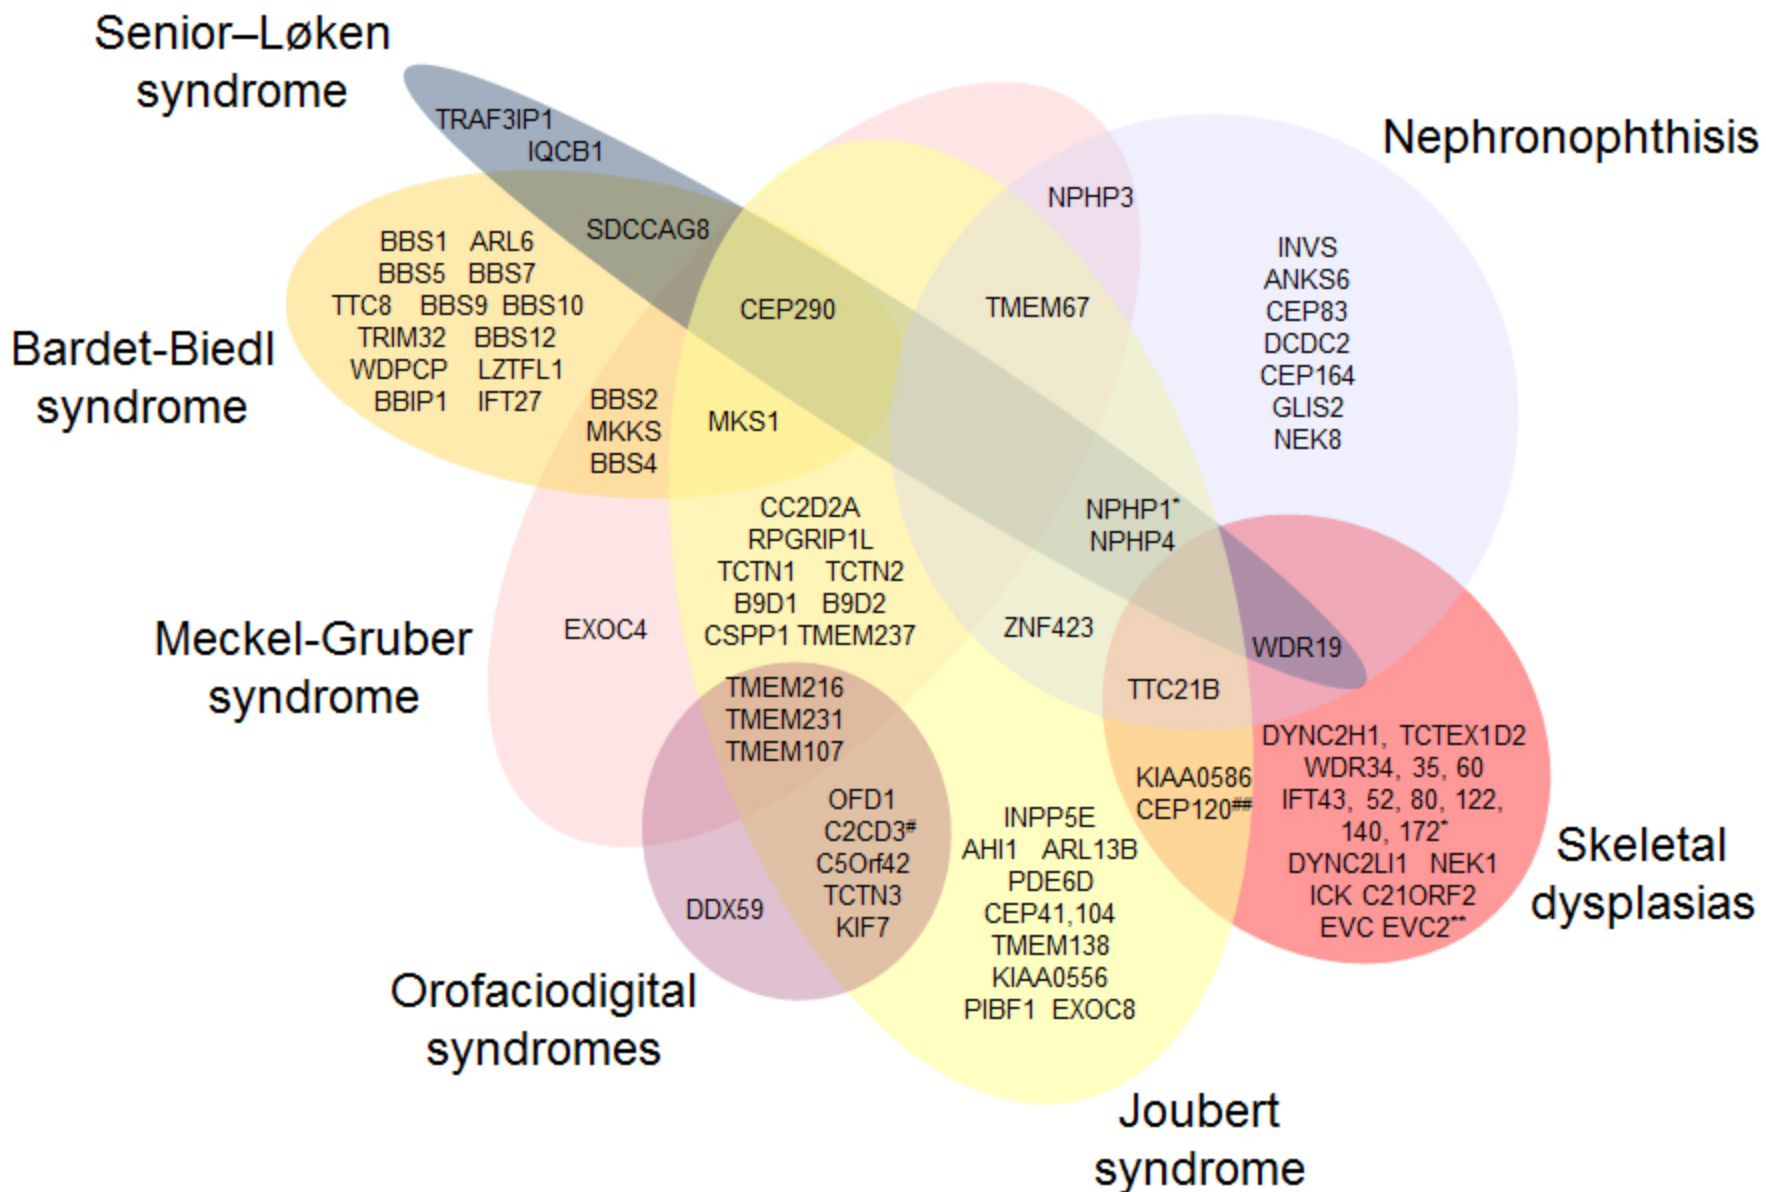 Senior–Løken
syndrome
TRAF3IP1
IQCB1
Nephronophthisis
NPHP3
SDCCAG8
BBS1 ARL6
BBS5 BBS7
TTC8 BBS9 BBS10
TRIM32 BBS12
WDPCP LZTFL1
BBIP1 IFT27
Bardet-Biedl
syndrome
CEP290
TMEM67
INVS
ANKS6
CEP83
DCDC2
CEP164
GLIS2
NEK8
BBS2
MKKS
BBS4
MKS1
CC2D2A
RPGRIP1L
TCTN1 TCTN2
B9D1 B9D2
CSPP1 TMEM237
NPHP1*
NPHP4
Meckel-Gruber
syndrome
EXOC4
ZNF423
WDR19
TTC21B
TMEM216
TMEM231
TMEM107
DYNC2H1, TCTEX1D2
WDR34, 35, 60
IFT43, 52, 80, 122,
140, 172*
DYNC2LI1 NEK1
ICK C21ORF2
EVC EVC2**
KIAA0586
CEP120##
Skeletal
dysplasias
OFD1
C2CD3#
C5Orf42
TCTN3
KIF7
DDX59
INPP5E
AHI1 ARL13B
PDE6D
CEP41,104
TMEM138
KIAA0556
PIBF1 EXOC8
Orofaciodigital
syndromes
Joubert
syndrome